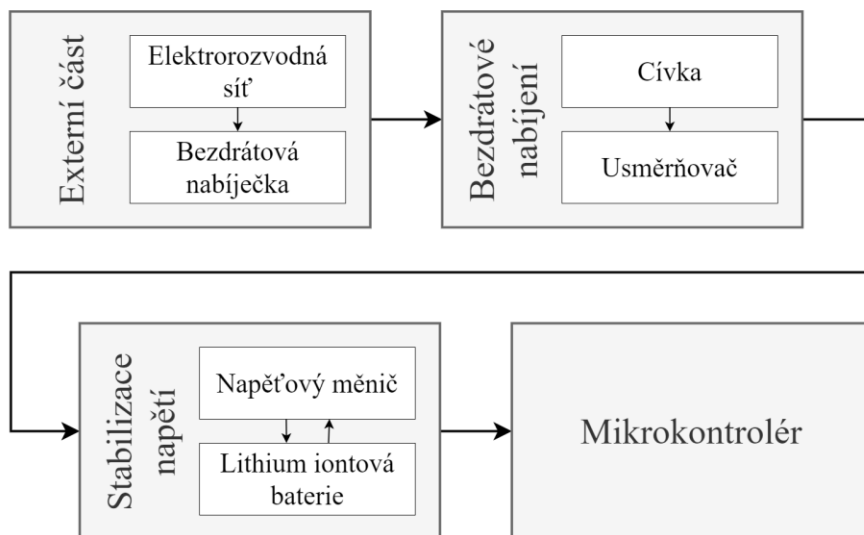 Externí část
Elektrorozvodná
síť
Bezdrátová
nabíječka
Bezdrátové
nabíjení
Cívka
Usměrňovač
Stabilizace
napětí
Napěťový měnič
Lithium iontová
baterie
Mikrokontrolér